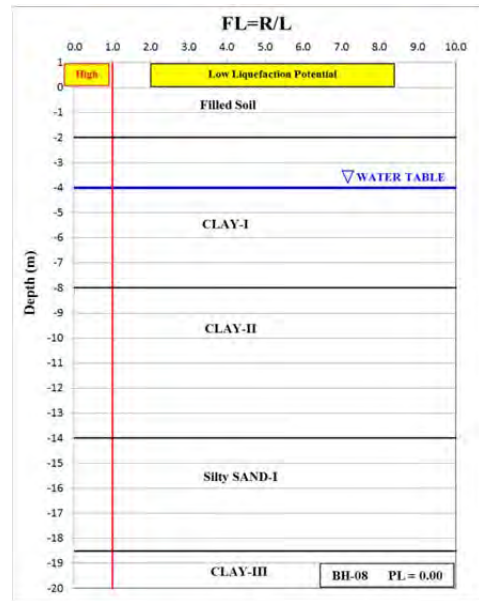 FL=R/L
0.0 1.0 2.0 3.0 4.0 5.0 6.0 7.0 8.0 9.0 10.0
1
High Low Liquefaction Potential
0
Filled Soil
-1
-2
-3
WATER TABLE
-4
-5
CLAY-I
-6
-7
Depth (m)
-8
-9
CLAY-II
-10
-11
-12
-13
-14
-15
Silty SAND-I
-16
-17
-18
-19
CLAY-III
BH-08 PL = 0.00
-20